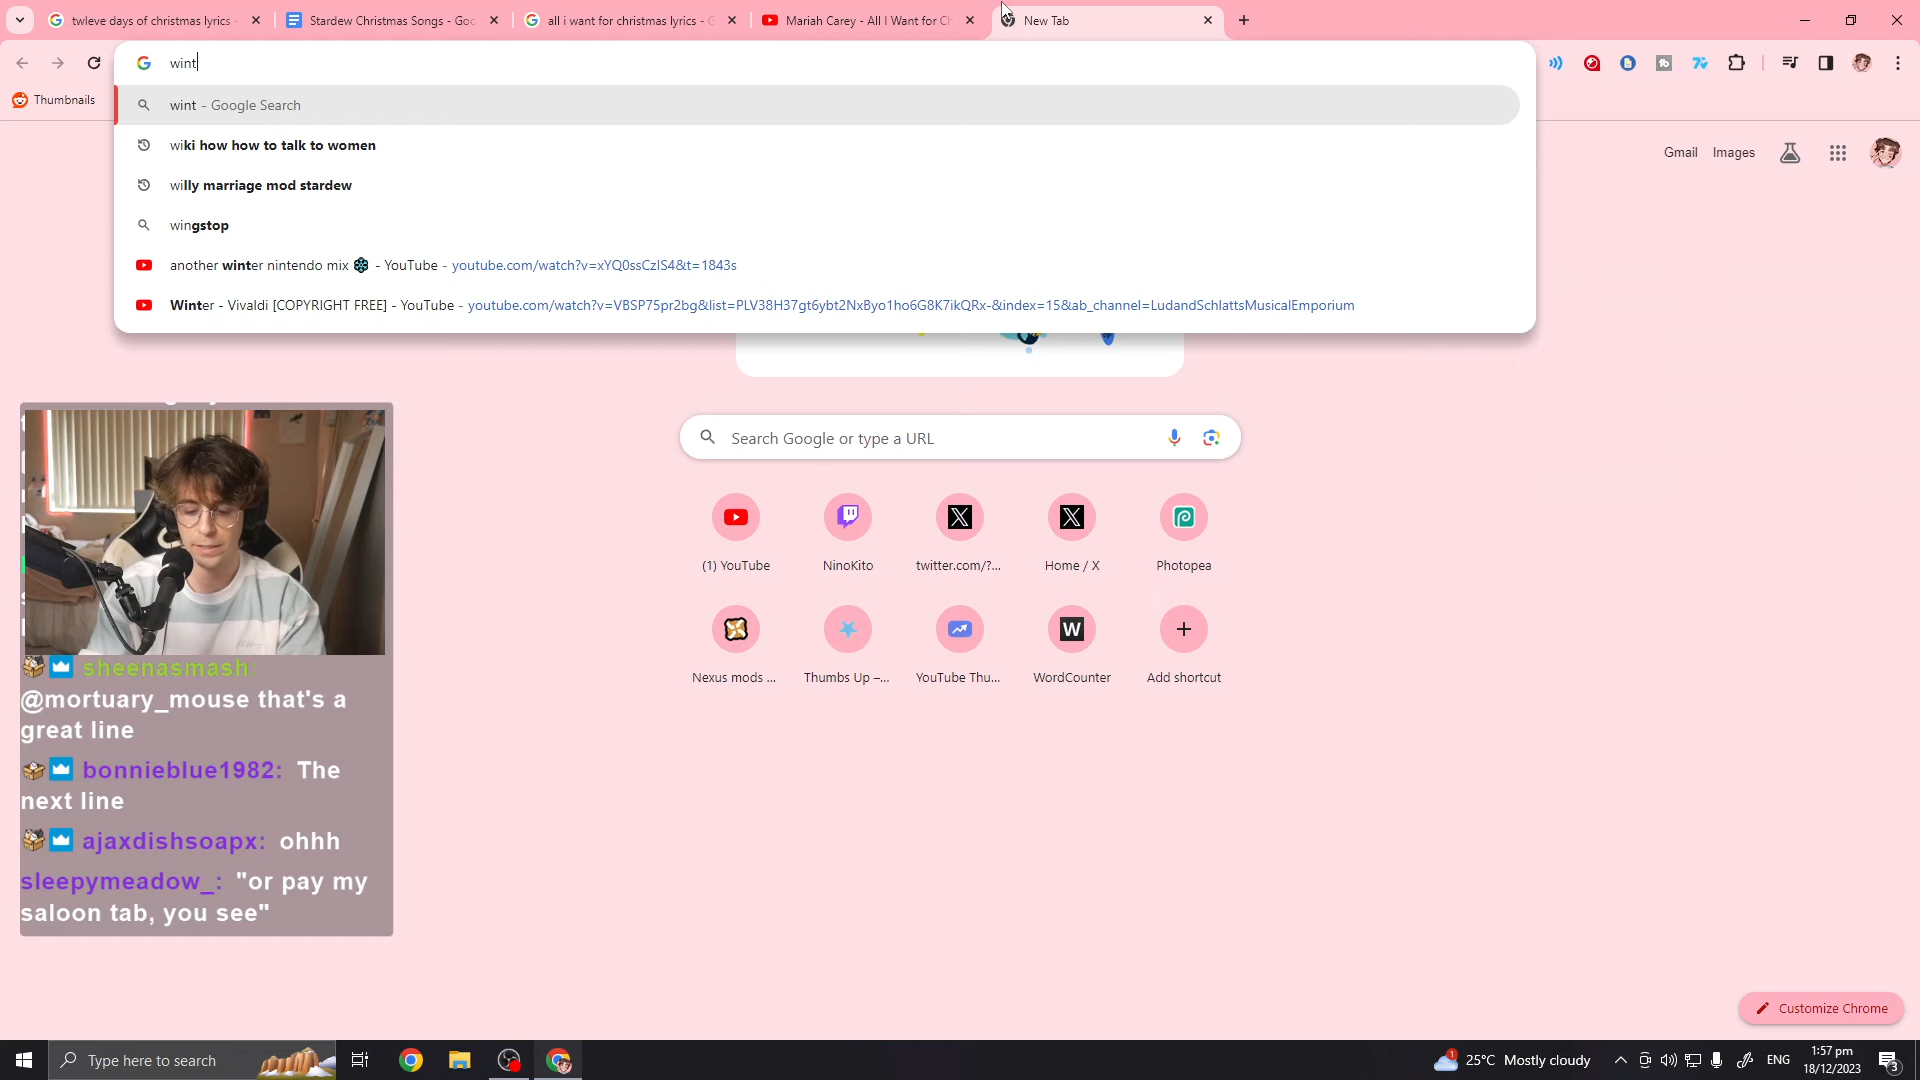 twleve days of christmas lyrics -
Stardew Christmas Songs - Goo
all i want for christmas lyrics - G
Mariah Carey - All I Want for Ch
New Tab
wint
Thumbnails
wint - Google Search
wiki how how to talk to women
willy marriage mod stardew
wingstop
another winter nintendo mix - YouTube - youtube.com/watch?v=xYQ0ssCzIS4&t=1843s
Winter - Vivaldi [COPYRIGHT FREE] - YouTube - youtube.com/watch?v=VBSP75pr2bg&list=PLV38H37gt6ybt2NxByo1ho6G8K7ikQRx-&index=15&ab_channel=LudandSchlattsMusicalEmporium
Gmail Images
Search Google or type a URL
(1) YouTube
NinoKito
twitter.com/?...
Home / X
Photopea
Nexus mods ...
Thumbs Up –...
YouTube Thu...
WordCounter
Add shortcut
sheenasmash:
@mortuary_mouse that's a
great line
bonnieblue1982: The
next line
ajaxdishsoapx: ohhh
sleepymeadow_: "or pay my
saloon tab, you see"
Customize Chrome
Type here to search
25°C Mostly cloudy
ENG
1:57 pm
18/12/2023
3